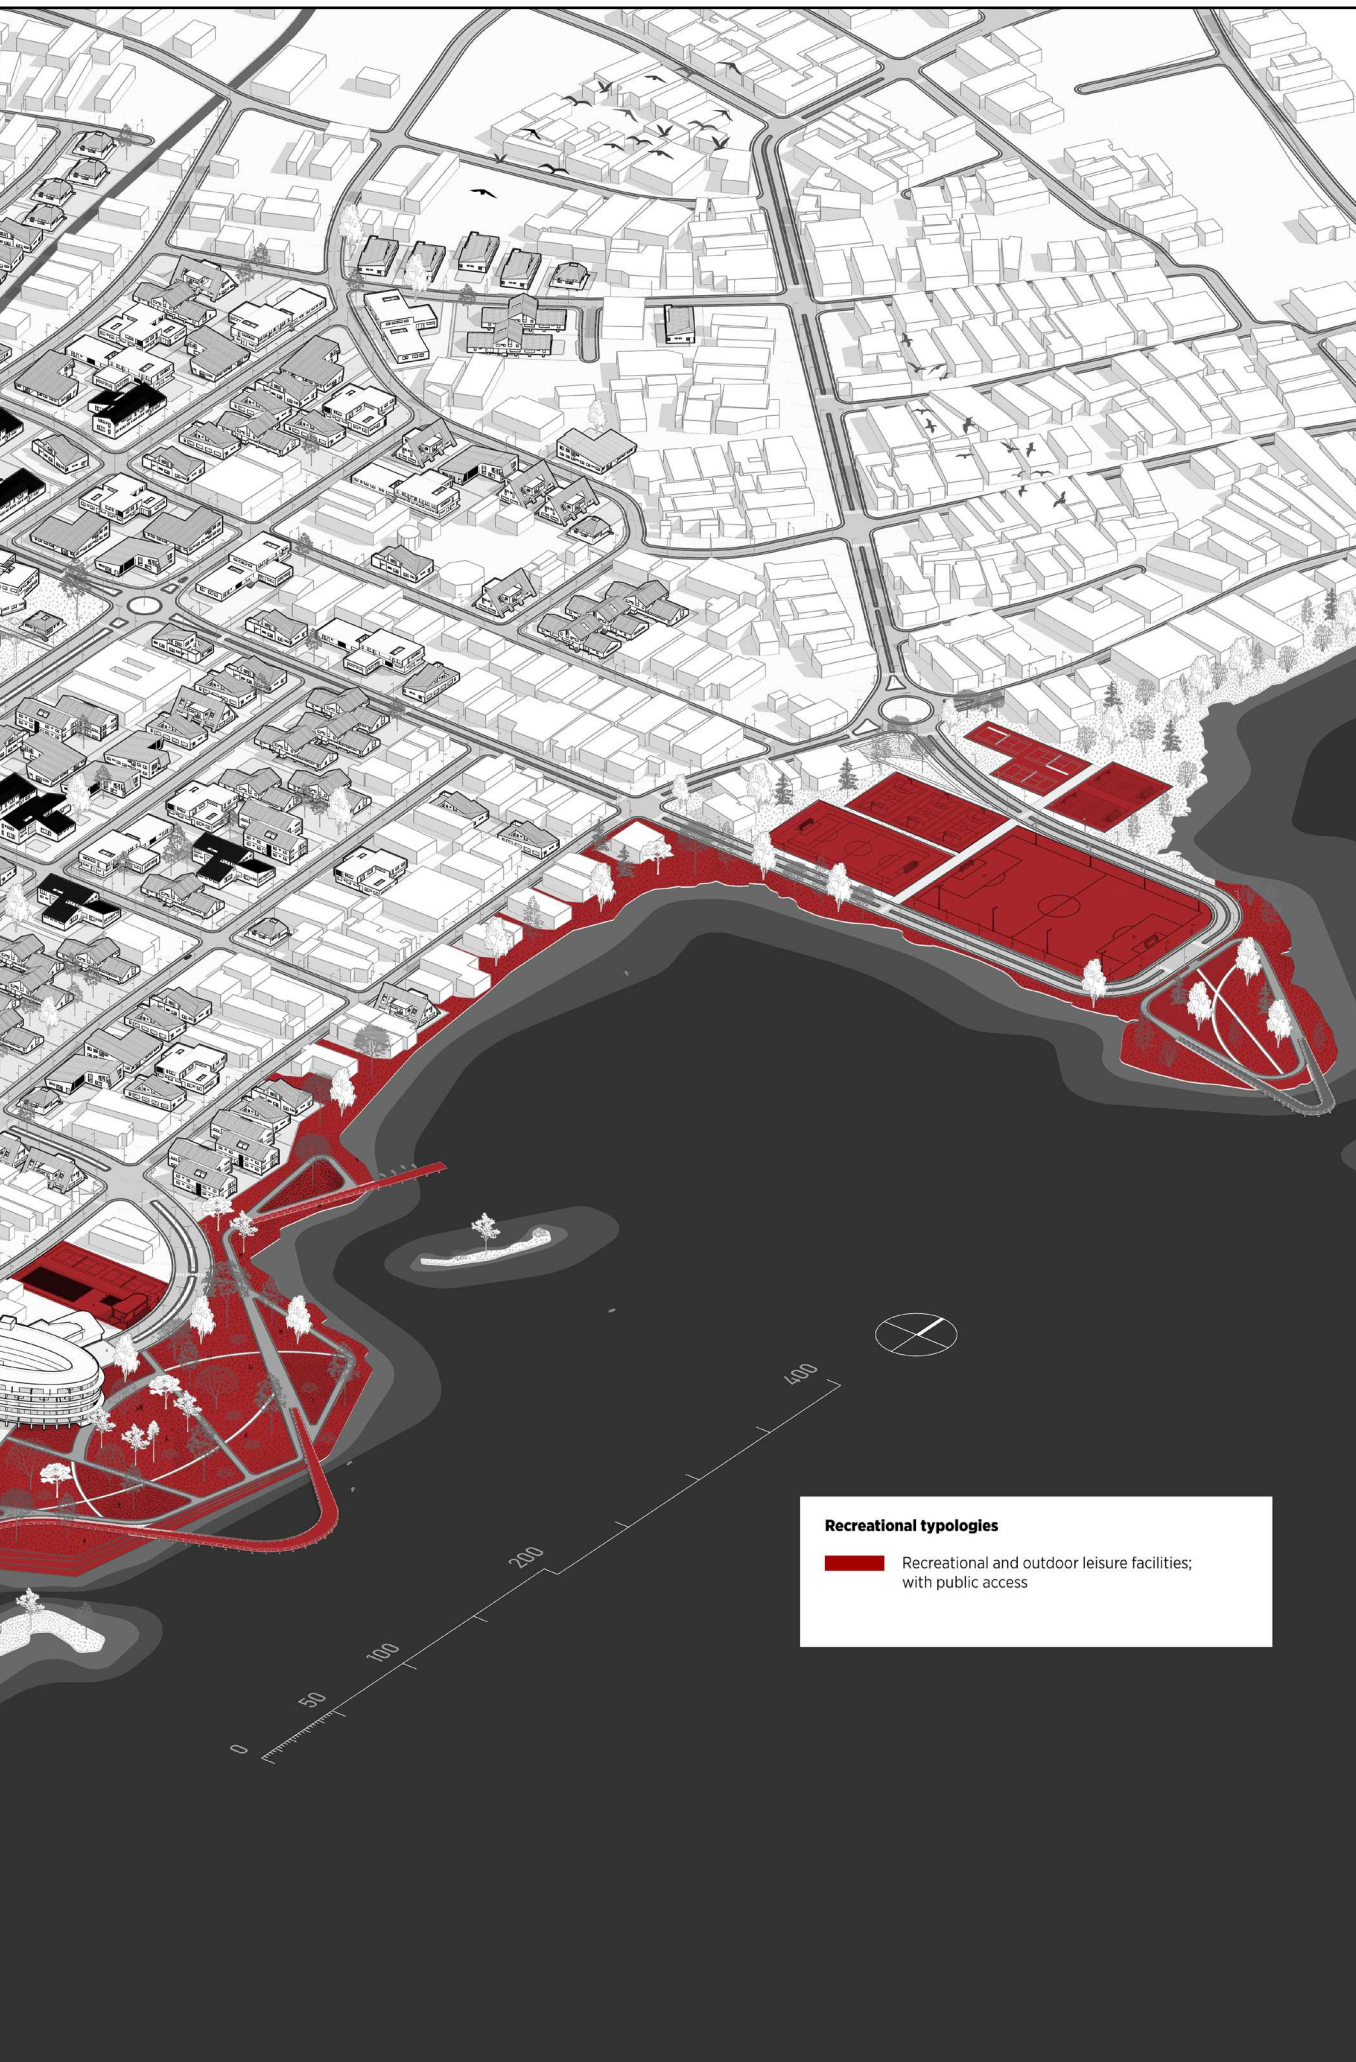 400
200
100
50
0
Recreational typologies
Recreational and outdoor leisure facilities;
with public access